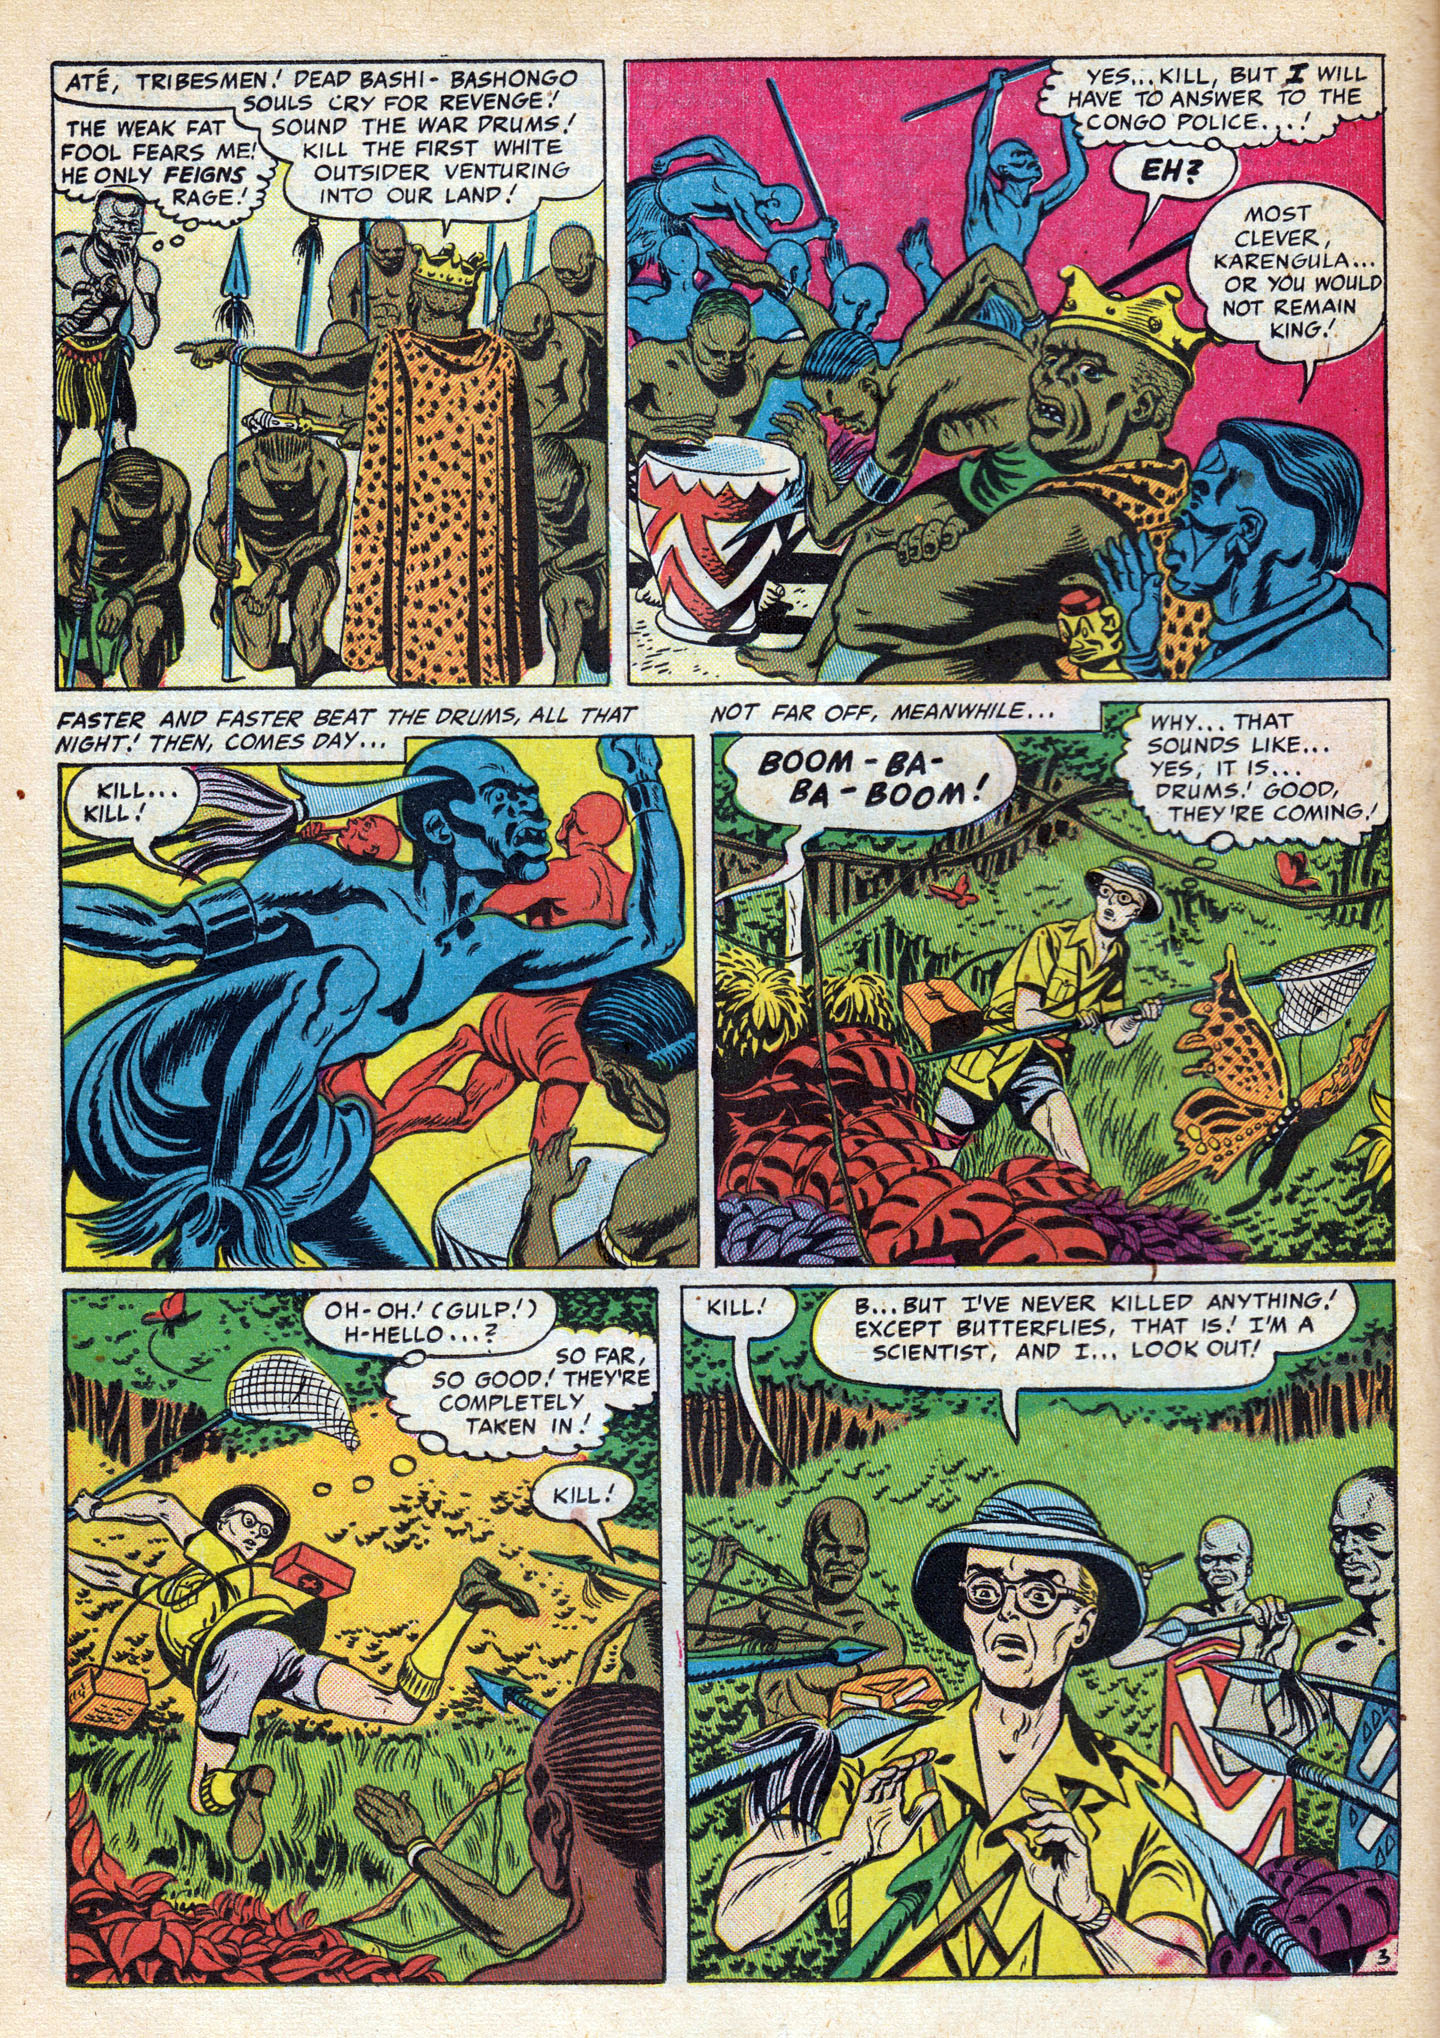 ATÉ, TRIBESMEN! DEAD BASHI-BASHONGO
SOULS CRY FOR REVENGE!
SOUND THE WAR DRUMS!
KILL THE FIRST WHITE
OUTSIDER VENTURING
INTO OUR LAND!
THE WEAK FAT
FOOL FEARS ME!
HE ONLY FEIGNS
RAGE!
YES...KILL, BUT I WILL
HAVE TO ANSWER TO THE
CONGO POLICE...!
EH?
MOST
CLEVER,
KARENGULA...
OR YOU WOULD
NOT REMAIN
KING!
FASTER AND FASTER BEAT THE DRUMS, ALL THAT
NIGHT! THEN, COMES DAY...
KILL...
KILL!
NOT FAR OFF, MEANWHILE...
BOOM-BA-
BA-BOOM!
WHY... THAT
SOUNDS LIKE...
YES, IT IS...
DRUMS! GOOD,
THEY'RE COMING!
OH-OH! (GULP!)
H-HELLO...?
SO FAR,
SO GOOD! THEY'RE
COMPLETELY
TAKEN IN!
KILL!
KILL!
B...BUT I'VE NEVER KILLED ANYTHING!
EXCEPT BUTTERFLIES, THAT IS! I'M A
SCIENTIST, AND I... LOOK OUT!
3